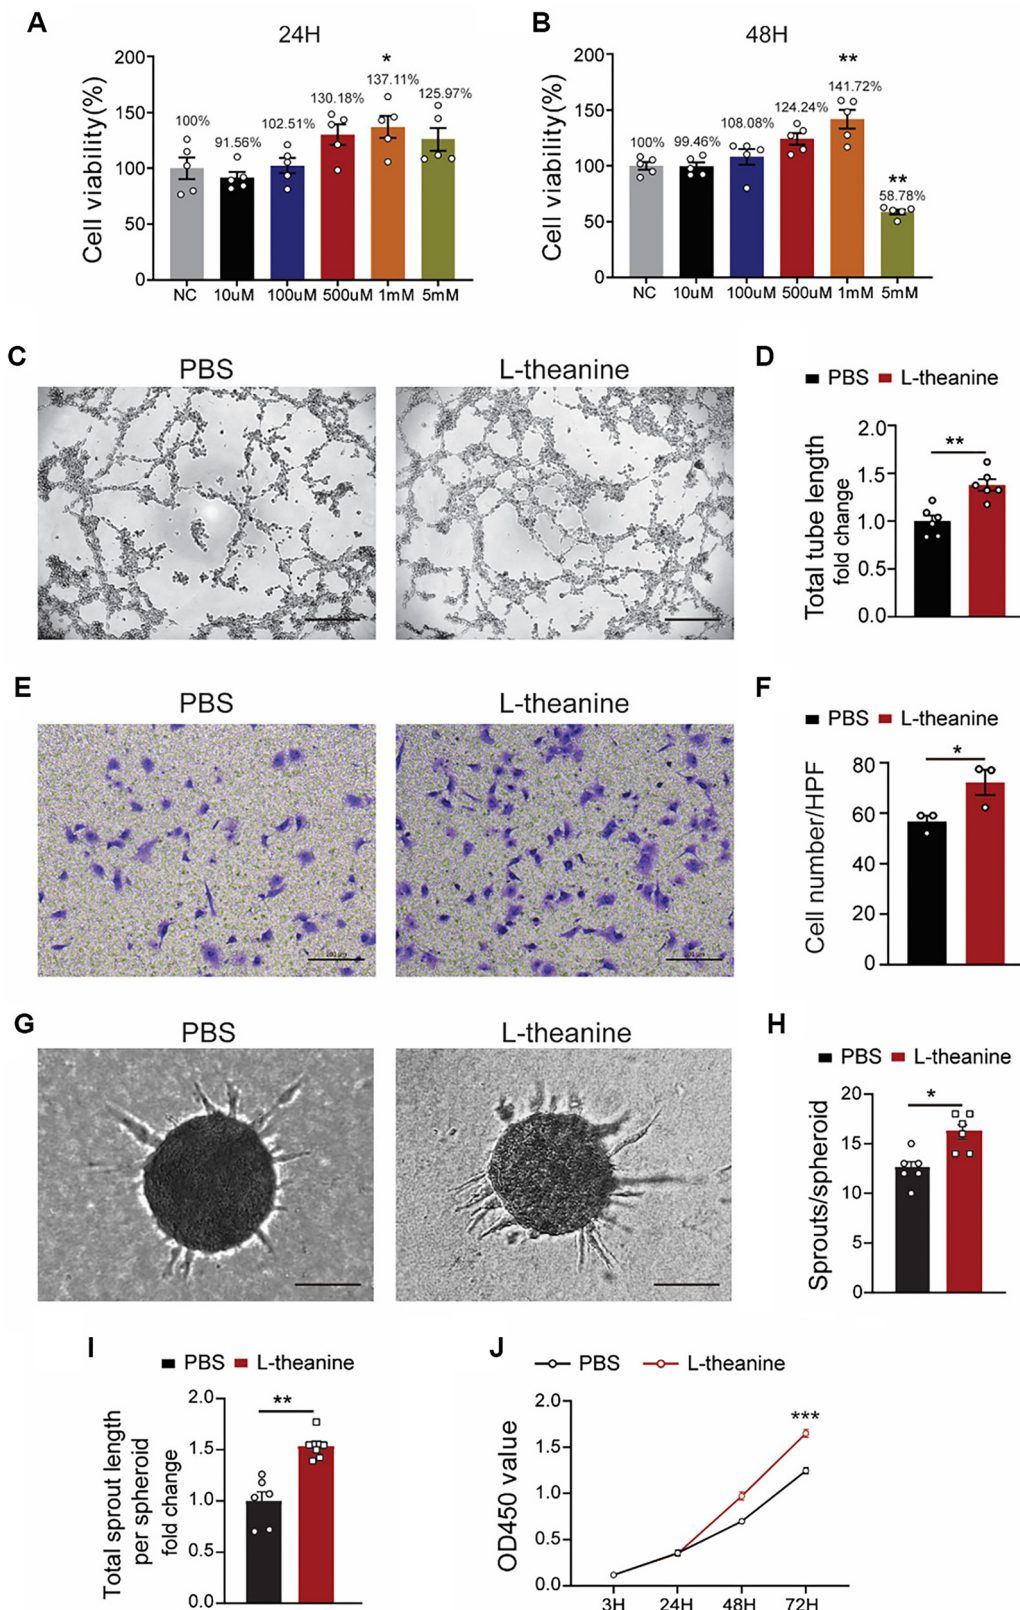 A
24H
Cell viability(%)
200
150
100
50
0
*
100%
91.56%
102.51%
130.18%
137.11%
125.97%
NC 10uM 100uM 500uM 1mM 5mM
B
48H
Cell viability(%)
200
150
100
50
0
**
**
100%
99.46%
108.08%
124.24%
141.72%
58.78%
NC 10uM 100uM 500uM 1mM 5mM
C
PBS
L-theanine
D
PBS L-theanine
Total tube length
fold change
2.0
1.5
1.0
0.5
0.0
**
E
PBS
L-theanine
F
PBS L-theanine
Cell number/HPF
80
60
40
20
0
*
G
PBS
L-theanine
H
PBS L-theanine
Sprouts/spheroid
20
15
10
5
0
*
I
PBS L-theanine
Total sprout length
per spheroid
fold change
2.0
1.5
1.0
0.5
0.0
**
J
PBS L-theanine
OD450 value
2.0
1.5
1.0
0.5
0.0
***
3H 24H 48H 72H